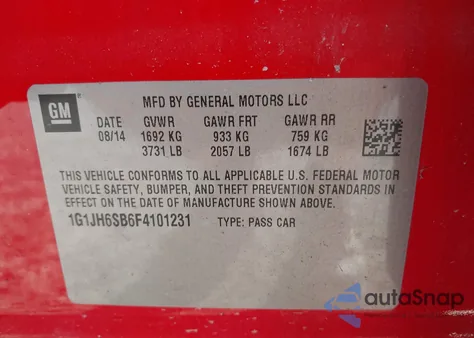 GM
MFD BY GENERAL MOTORS LLC
DATE GVWR GAWR FRT GAWR RR
08/14 1692 KG 933 KG 759 KG
3731 LB 2057 LB 1674 LB
THIS VEHICLE CONFORMS TO ALL APPLICABLE U.S. FEDERAL MOTOR
VEHICLE SAFETY, BUMPER, AND THEFT PREVENTION STANDARDS IN
EFFECT ON THE DATE OF MANUFACTURE SHOWN ABOVE.
1G1JH6SB6F4101231 TYPE: PASS CAR
autoSnap